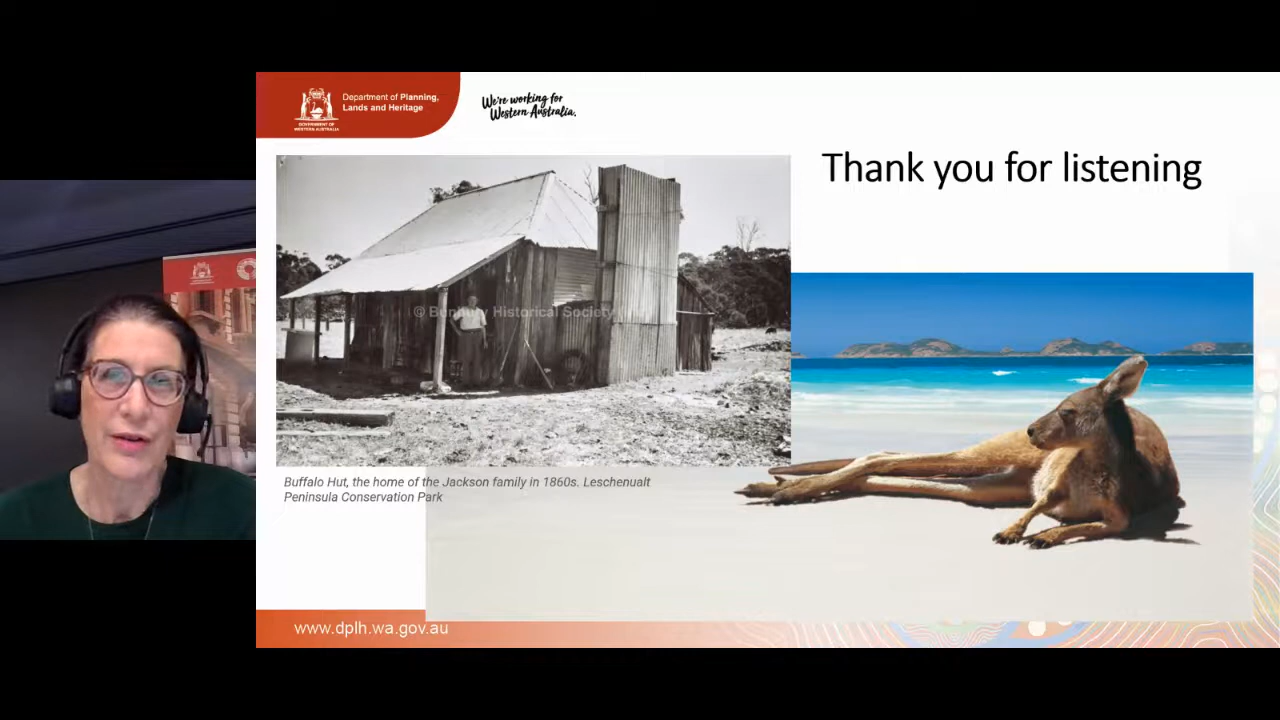 Department of Planning,
Lands and Heritage
GOVERNMENT OF
WESTERN AUSTRALIA
We're working for
Western Australia.
Thank you for listening
© Bunbury Historical Society
Buffalo Hut, the home of the Jackson family in 1860s. Leschenualt
Peninsula Conservation Park
www.dplh.wa.gov.au